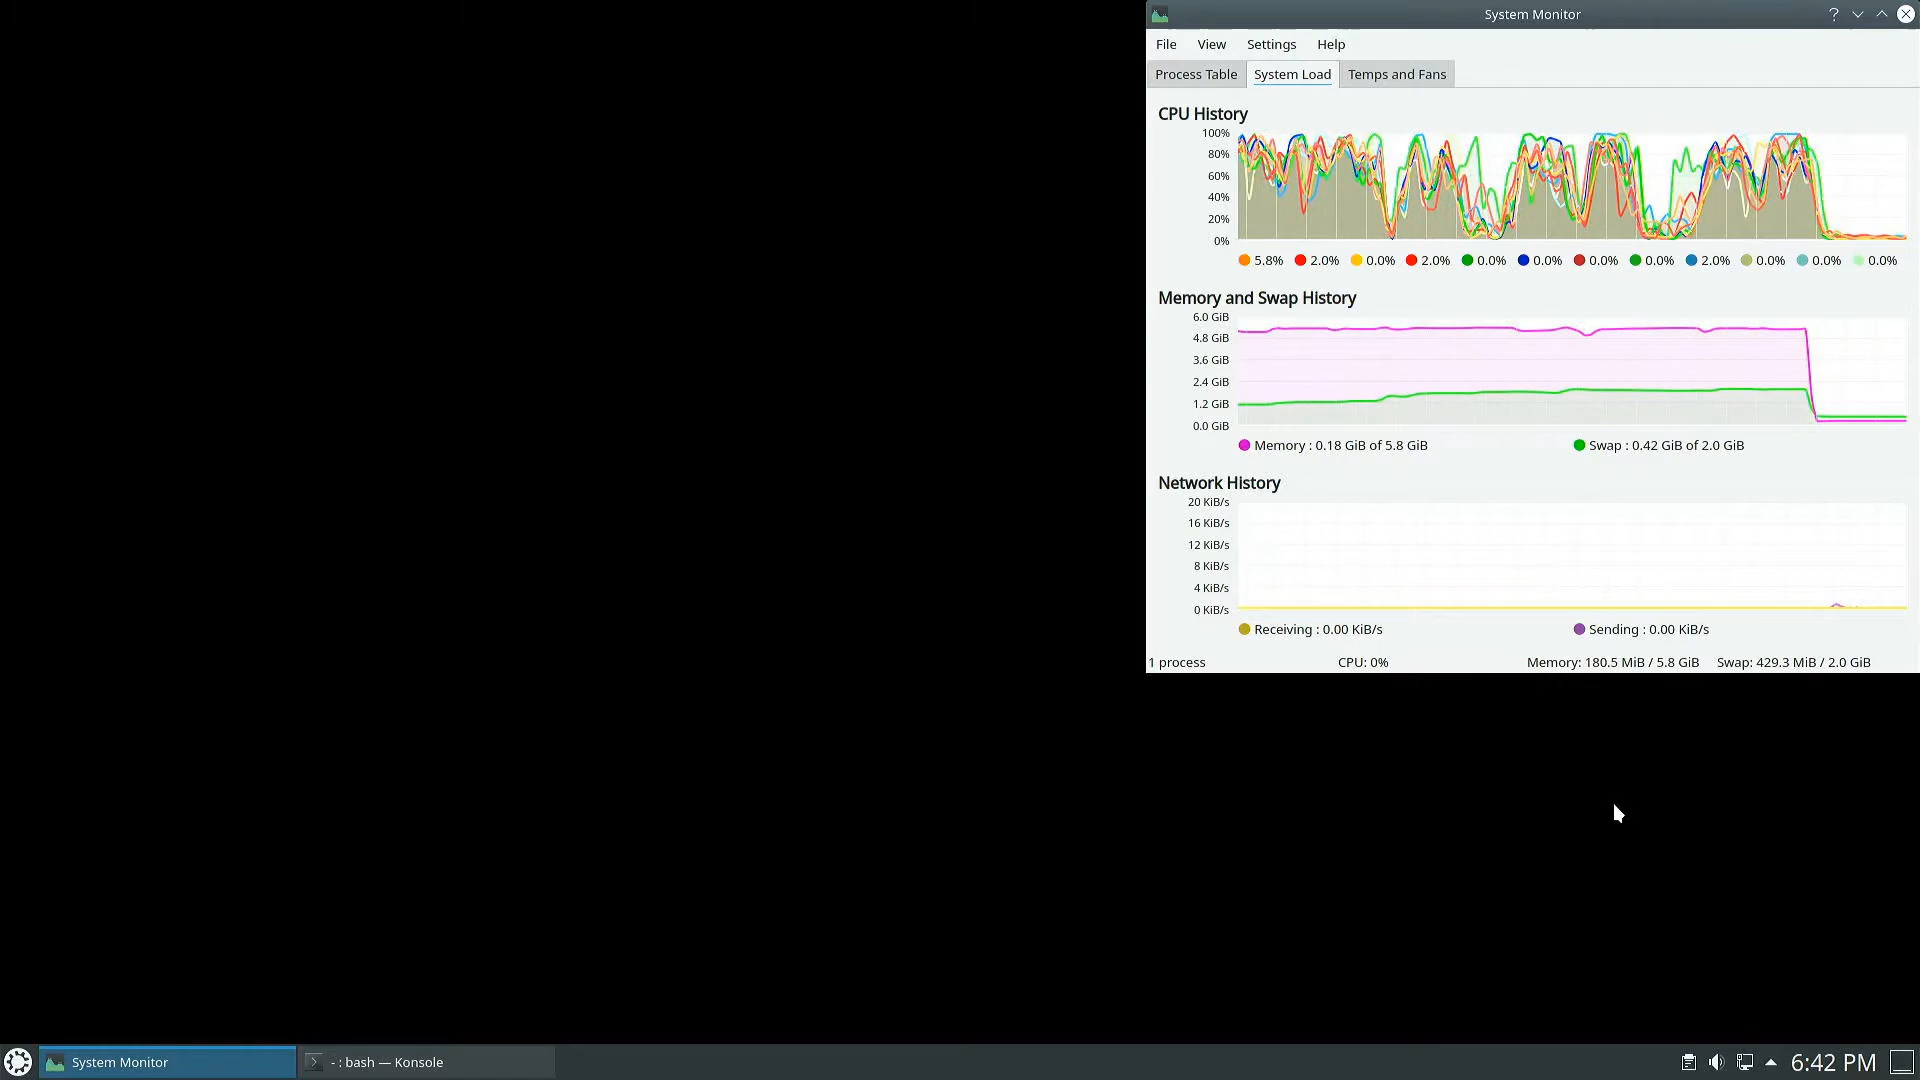 System Monitor
File View Settings Help
Process Table System Load Temps and Fans
CPU History
100%
80%
60%
40%
20%
0%
5.8% 2.0% 0.0% 2.0% 0.0% 0.0% 0.0% 0.0% 2.0% 0.0% 0.0% 0.0%
Memory and Swap History
6.0 GiB
4.8 GiB
3.6 GiB
2.4 GiB
1.2 GiB
0.0 GiB
Memory : 0.18 GiB of 5.8 GiB Swap : 0.42 GiB of 2.0 GiB
Network History
20 KiB/s
16 KiB/s
12 KiB/s
8 KiB/s
4 KiB/s
0 KiB/s
Receiving : 0.00 KiB/s Sending : 0.00 KiB/s
1 process CPU: 0% Memory: 180.5 MiB / 5.8 GiB Swap: 429.3 MiB / 2.0 GiB
System Monitor - : bash — Konsole 6:42 PM